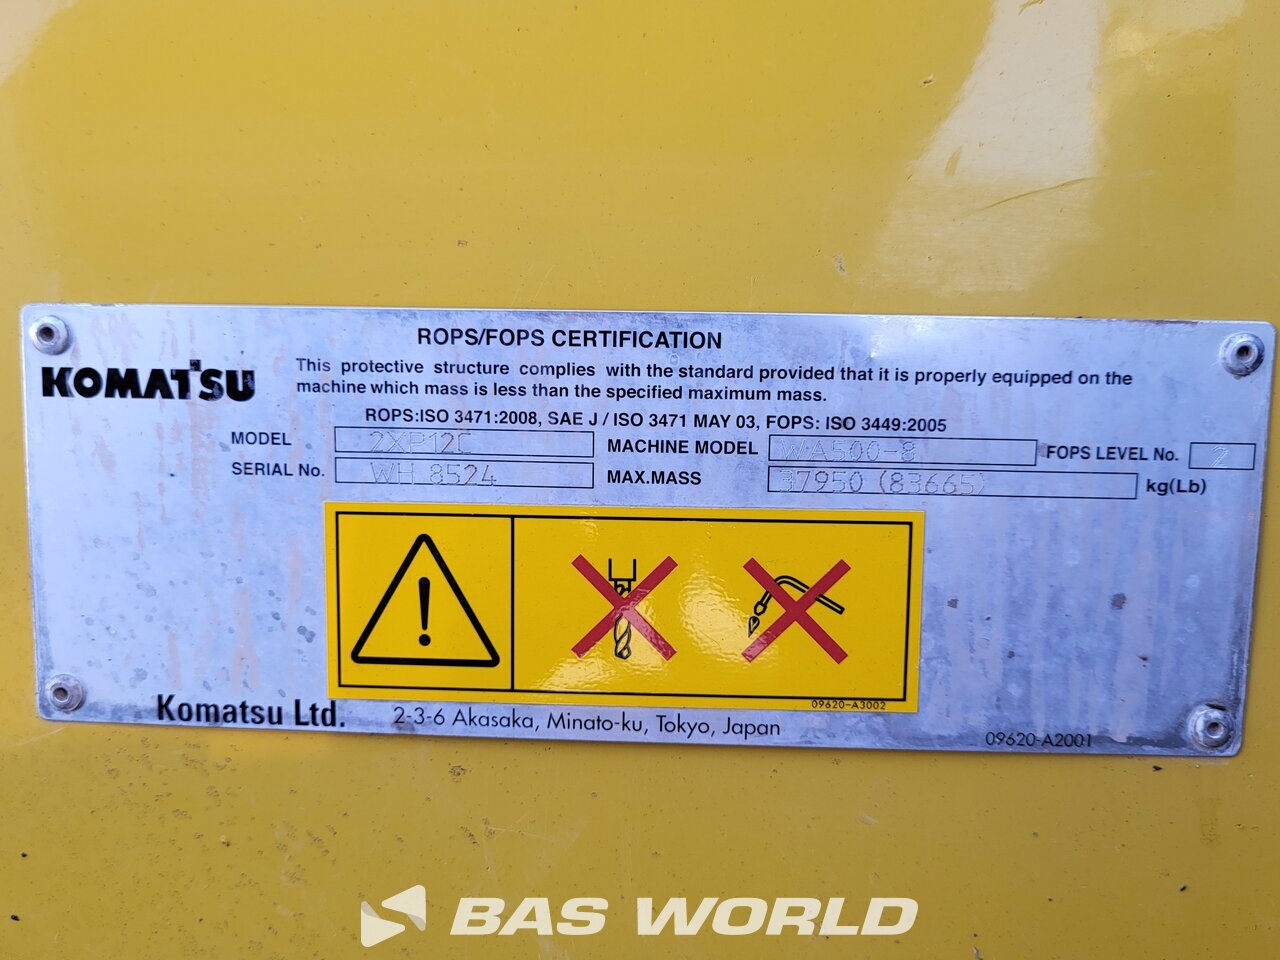 ROPS/FOPS CERTIFICATION
KOMATSU
This protective structure complies with the standard provided that it is properly equipped on the
machine which mass is less than the specified maximum mass.
ROPS:ISO 3471:2008, SAE J / ISO 3471 MAY 03, FOPS: ISO 3449:2005
MODEL 2XP12C MACHINE MODEL WA500-8 FOPS LEVEL No. 2
SERIAL No. WH 8524 MAX.MASS 37950 (83665) kg(Lb)
09620-A3002
Komatsu Ltd. 2-3-6 Akasaka, Minato-ku, Tokyo, Japan
09620-A2001
BAS WORLD